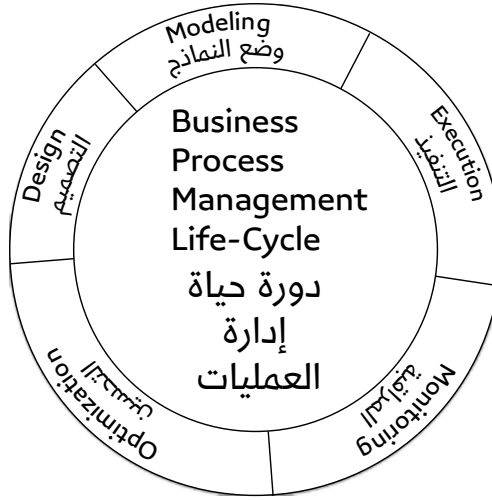 Modeling
وضع النماذج
Execution
التنفيذ
Monitoring
المراقبة
Optimization
التحسين
Design
التصميم
Business
Process
Management
Life-Cycle
دورة حياة
إدارة
العمليات